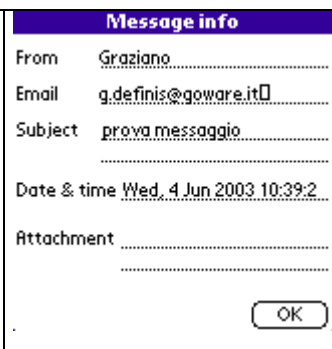 Message info
From Graziano
Email g.definis@goware.it
Subject prova messaggio
Date & time Wed, 4 Jun 2003 10:39:2
Attachment
OK